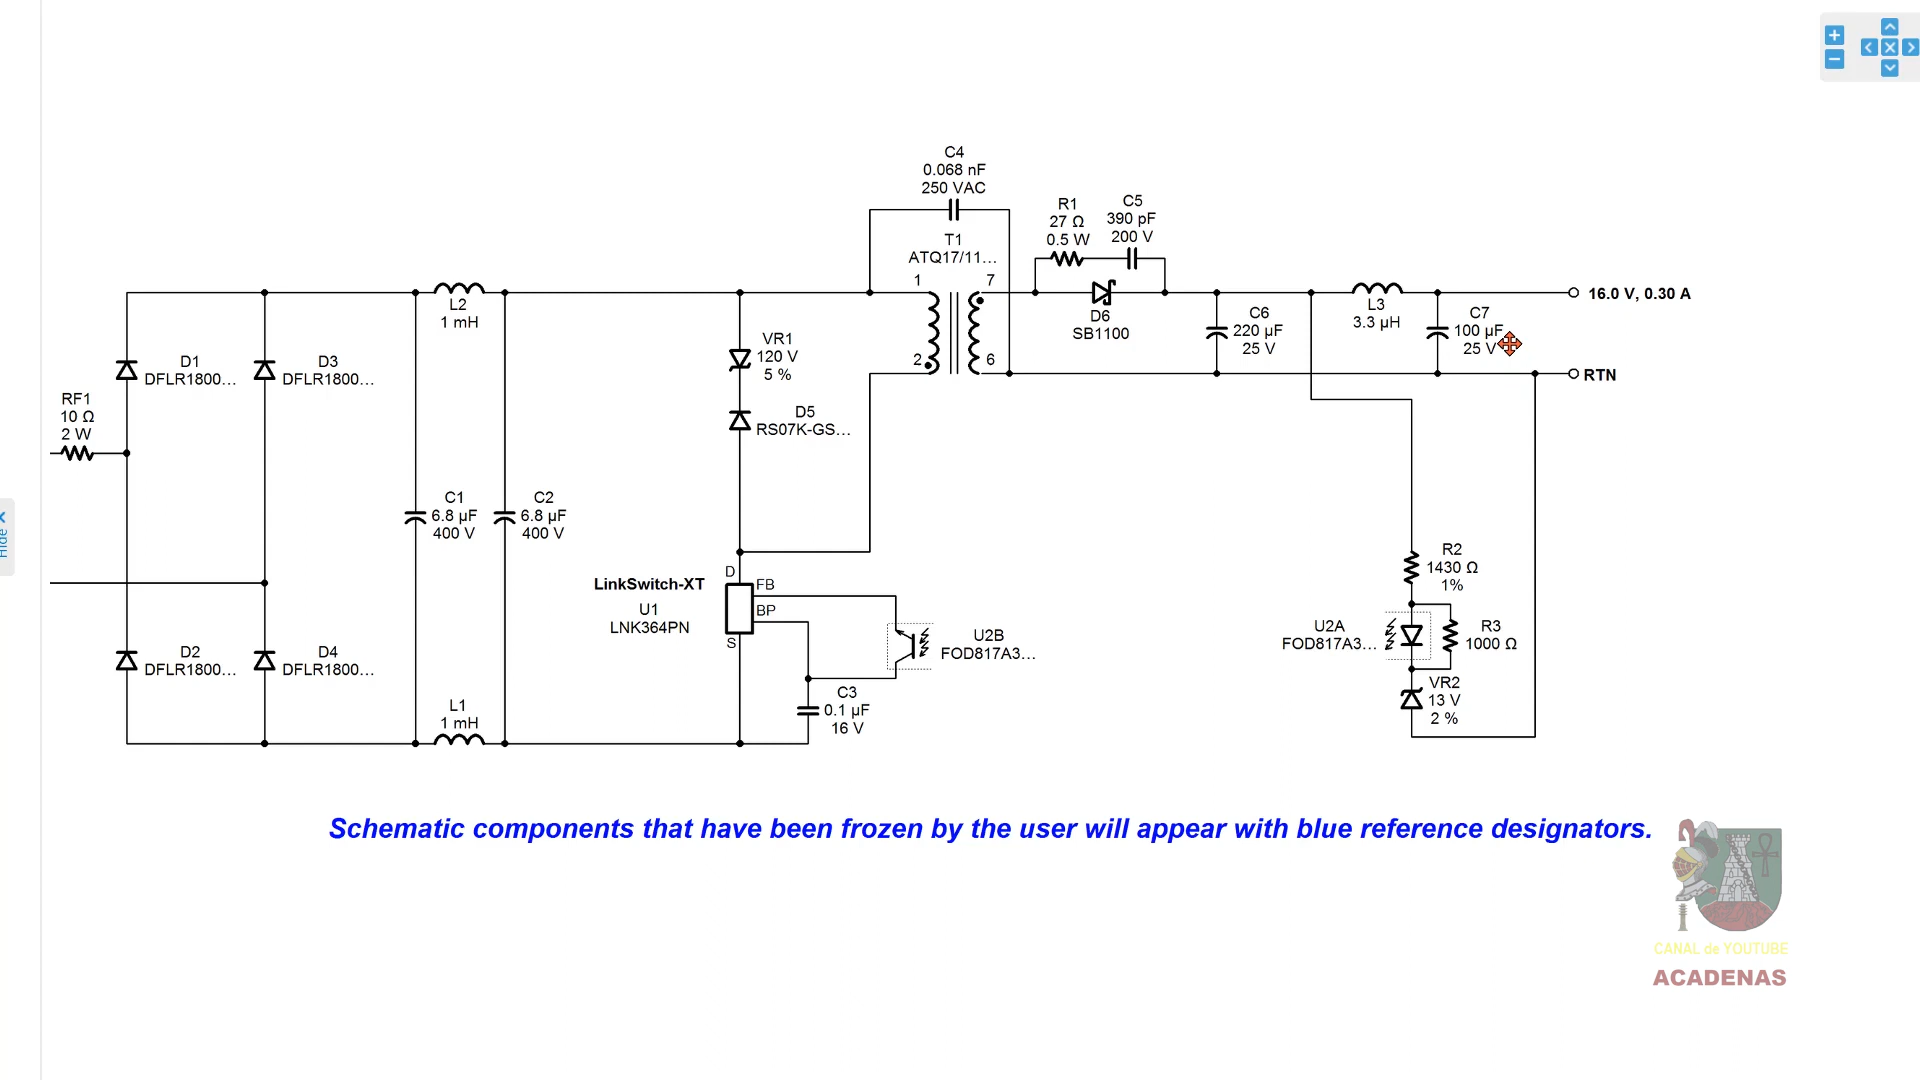 C4
0.068 nF
250 VAC
R1
27 Ω
0.5 W
C5
390 pF
200 V
T1
ATQ17/11...
1
7
2
6
L2
1 mH
D6
SB1100
C6
220 µF
25 V
L3
3.3 µH
C7
100 µF
25 V
16.0 V, 0.30 A
RTN
VR1
120 V
5 %
D1
DFLR1800...
D3
DFLR1800...
RF1
10 Ω
2 W
D5
RS07K-GS...
C1
6.8 µF
400 V
C2
6.8 µF
400 V
Hide
LinkSwitch-XT
U1
LNK364PN
D
FB
BP
S
U2B
FOD817A3...
R2
1430 Ω
1%
U2A
FOD817A3...
R3
1000 Ω
D2
DFLR1800...
D4
DFLR1800...
L1
1 mH
C3
0.1 µF
16 V
VR2
13 V
2 %
Schematic components that have been frozen by the user will appear with blue reference designators.
CANAL de YOUTUBE
ACADENAS